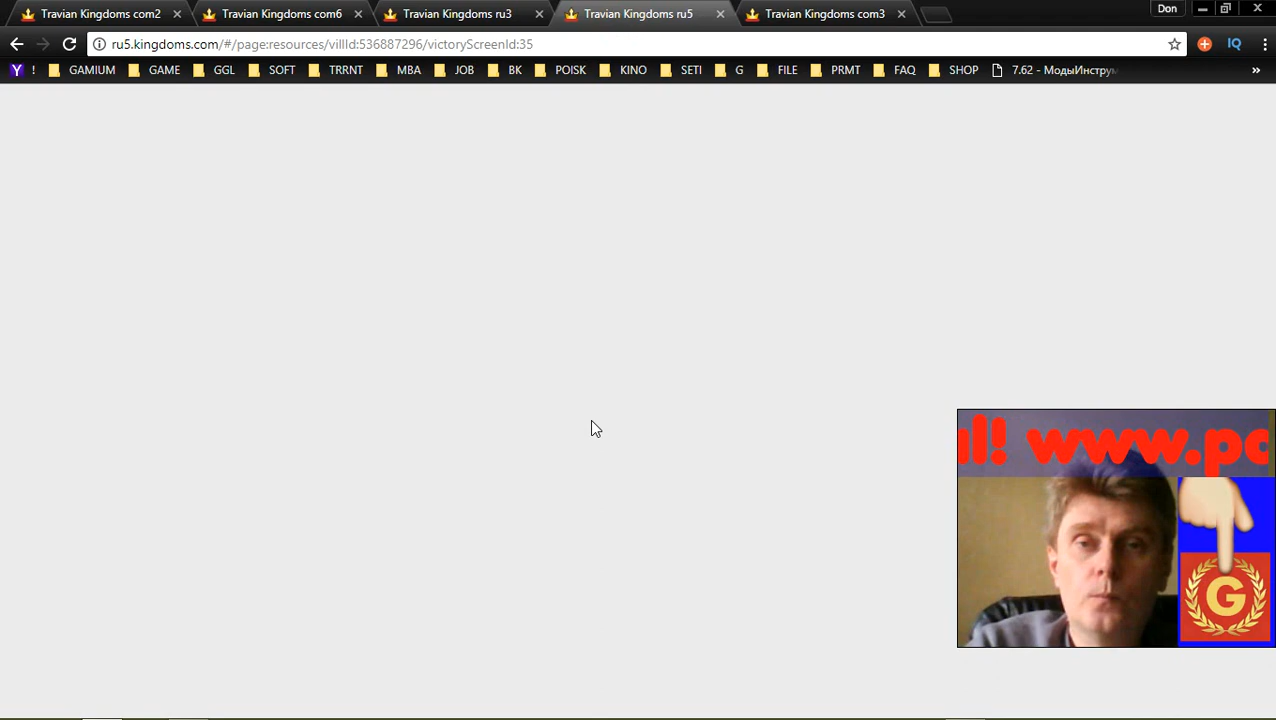 Travian Kingdoms com2 Travian Kingdoms com6 Travian Kingdoms ru3 Travian Kingdoms ru5 Travian Kingdoms com3 Don
ru5.kingdoms.com/#/page:resources/villId:536887296/victoryScreenId:35 IQ
Y ! GAMIUM GAME GGL SOFT TRRNT MBA JOB BK POISK KINO SETI G FILE PRMT FAQ SHOP 7.62 - МодыИнструм »
l! www.po
G